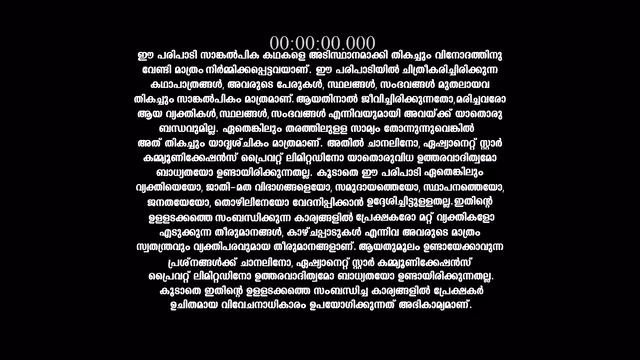 00:00:00.000
ഈ പരിപാടി സാങ്കൽപിക കഥകളെ അടിസ്ഥാനമാക്കി തികച്ചും വിനോദത്തിനു
വേണ്ടി മാത്രം നിർമ്മിക്കപ്പെട്ടവയാണ്. ഈ പരിപാടിയിൽ ചിത്രീകരിച്ചിരിക്കുന്ന
കഥാപാത്രങ്ങൾ, അവരുടെ പേരുകൾ, സ്ഥലങ്ങൾ, സംഭവങ്ങൾ മുതലായവ
തികച്ചും സാങ്കൽപികം മാത്രമാണ്. ആയതിനാൽ ജീവിച്ചിരിക്കുന്നതോ,മരിച്ചവരോ
ആയ വ്യക്തികൾ,സ്ഥലങ്ങൾ,സംഭവങ്ങൾ എന്നിവയുമായി അവയ്ക്ക് യാതൊരു
ബന്ധവുമില്ല. ഏതെങ്കിലും തരത്തിലുളള സാമ്യം തോന്നുന്നുവെങ്കിൽ
അത് തികച്ചും യാദൃശ്ചികം മാത്രമാണ്. അതിൽ ചാനലിനോ, ഏഷ്യാനെറ്റ് സ്റ്റാർ
കമ്മ്യൂണിക്കേഷൻസ് പ്രൈവറ്റ് ലിമിറ്റഡിനോ യാതൊരുവിധ ഉത്തരവാദിത്വമോ
ബാധ്യതയോ ഉണ്ടായിരിക്കുന്നതല്ല. കൂടാതെ ഈ പരിപാടി ഏതെങ്കിലും
വ്യക്തിയെയോ, ജാതി-മത വിഭാഗങ്ങളെയോ, സമുദായത്തെയോ, സ്ഥാപനത്തെയോ,
ജനതയേയോ, തൊഴിലിനേയോ വേദനിപ്പിക്കാൻ ഉദ്ദേശിച്ചിട്ടുളളതല്ല.ഇതിന്റെ
ഉളളടക്കത്തെ സംബന്ധിക്കുന്ന കാര്യങ്ങളിൽ പ്രേക്ഷകരോ മറ്റ് വ്യക്തികളോ
എടുക്കുന്ന തീരുമാനങ്ങൾ, കാഴ്ചപ്പാടുകൾ എന്നിവ അവരുടെ മാത്രം
സ്വതന്ത്രവും വ്യക്തിപരവുമായ തീരുമാനങ്ങളാണ്. ആയതുമൂലം ഉണ്ടായേക്കാവുന്ന
പ്രശ്നങ്ങൾക്ക് ചാനലിനോ, ഏഷ്യാനെറ്റ് സ്റ്റാർ കമ്മ്യൂണിക്കേഷൻസ്
പ്രൈവറ്റ് ലിമിറ്റഡിനോ ഉത്തരവാദിത്വമോ ബാധ്യതയോ ഉണ്ടായിരിക്കുന്നതല്ല.
കൂടാതെ ഇതിന്റെ ഉളളടക്കത്തെ സംബന്ധിച്ച കാര്യങ്ങളിൽ പ്രേക്ഷകർ
ഉചിതമായ വിവേചനാധികാരം ഉപയോഗിക്കുന്നത് അഭികാമ്യമാണ്.